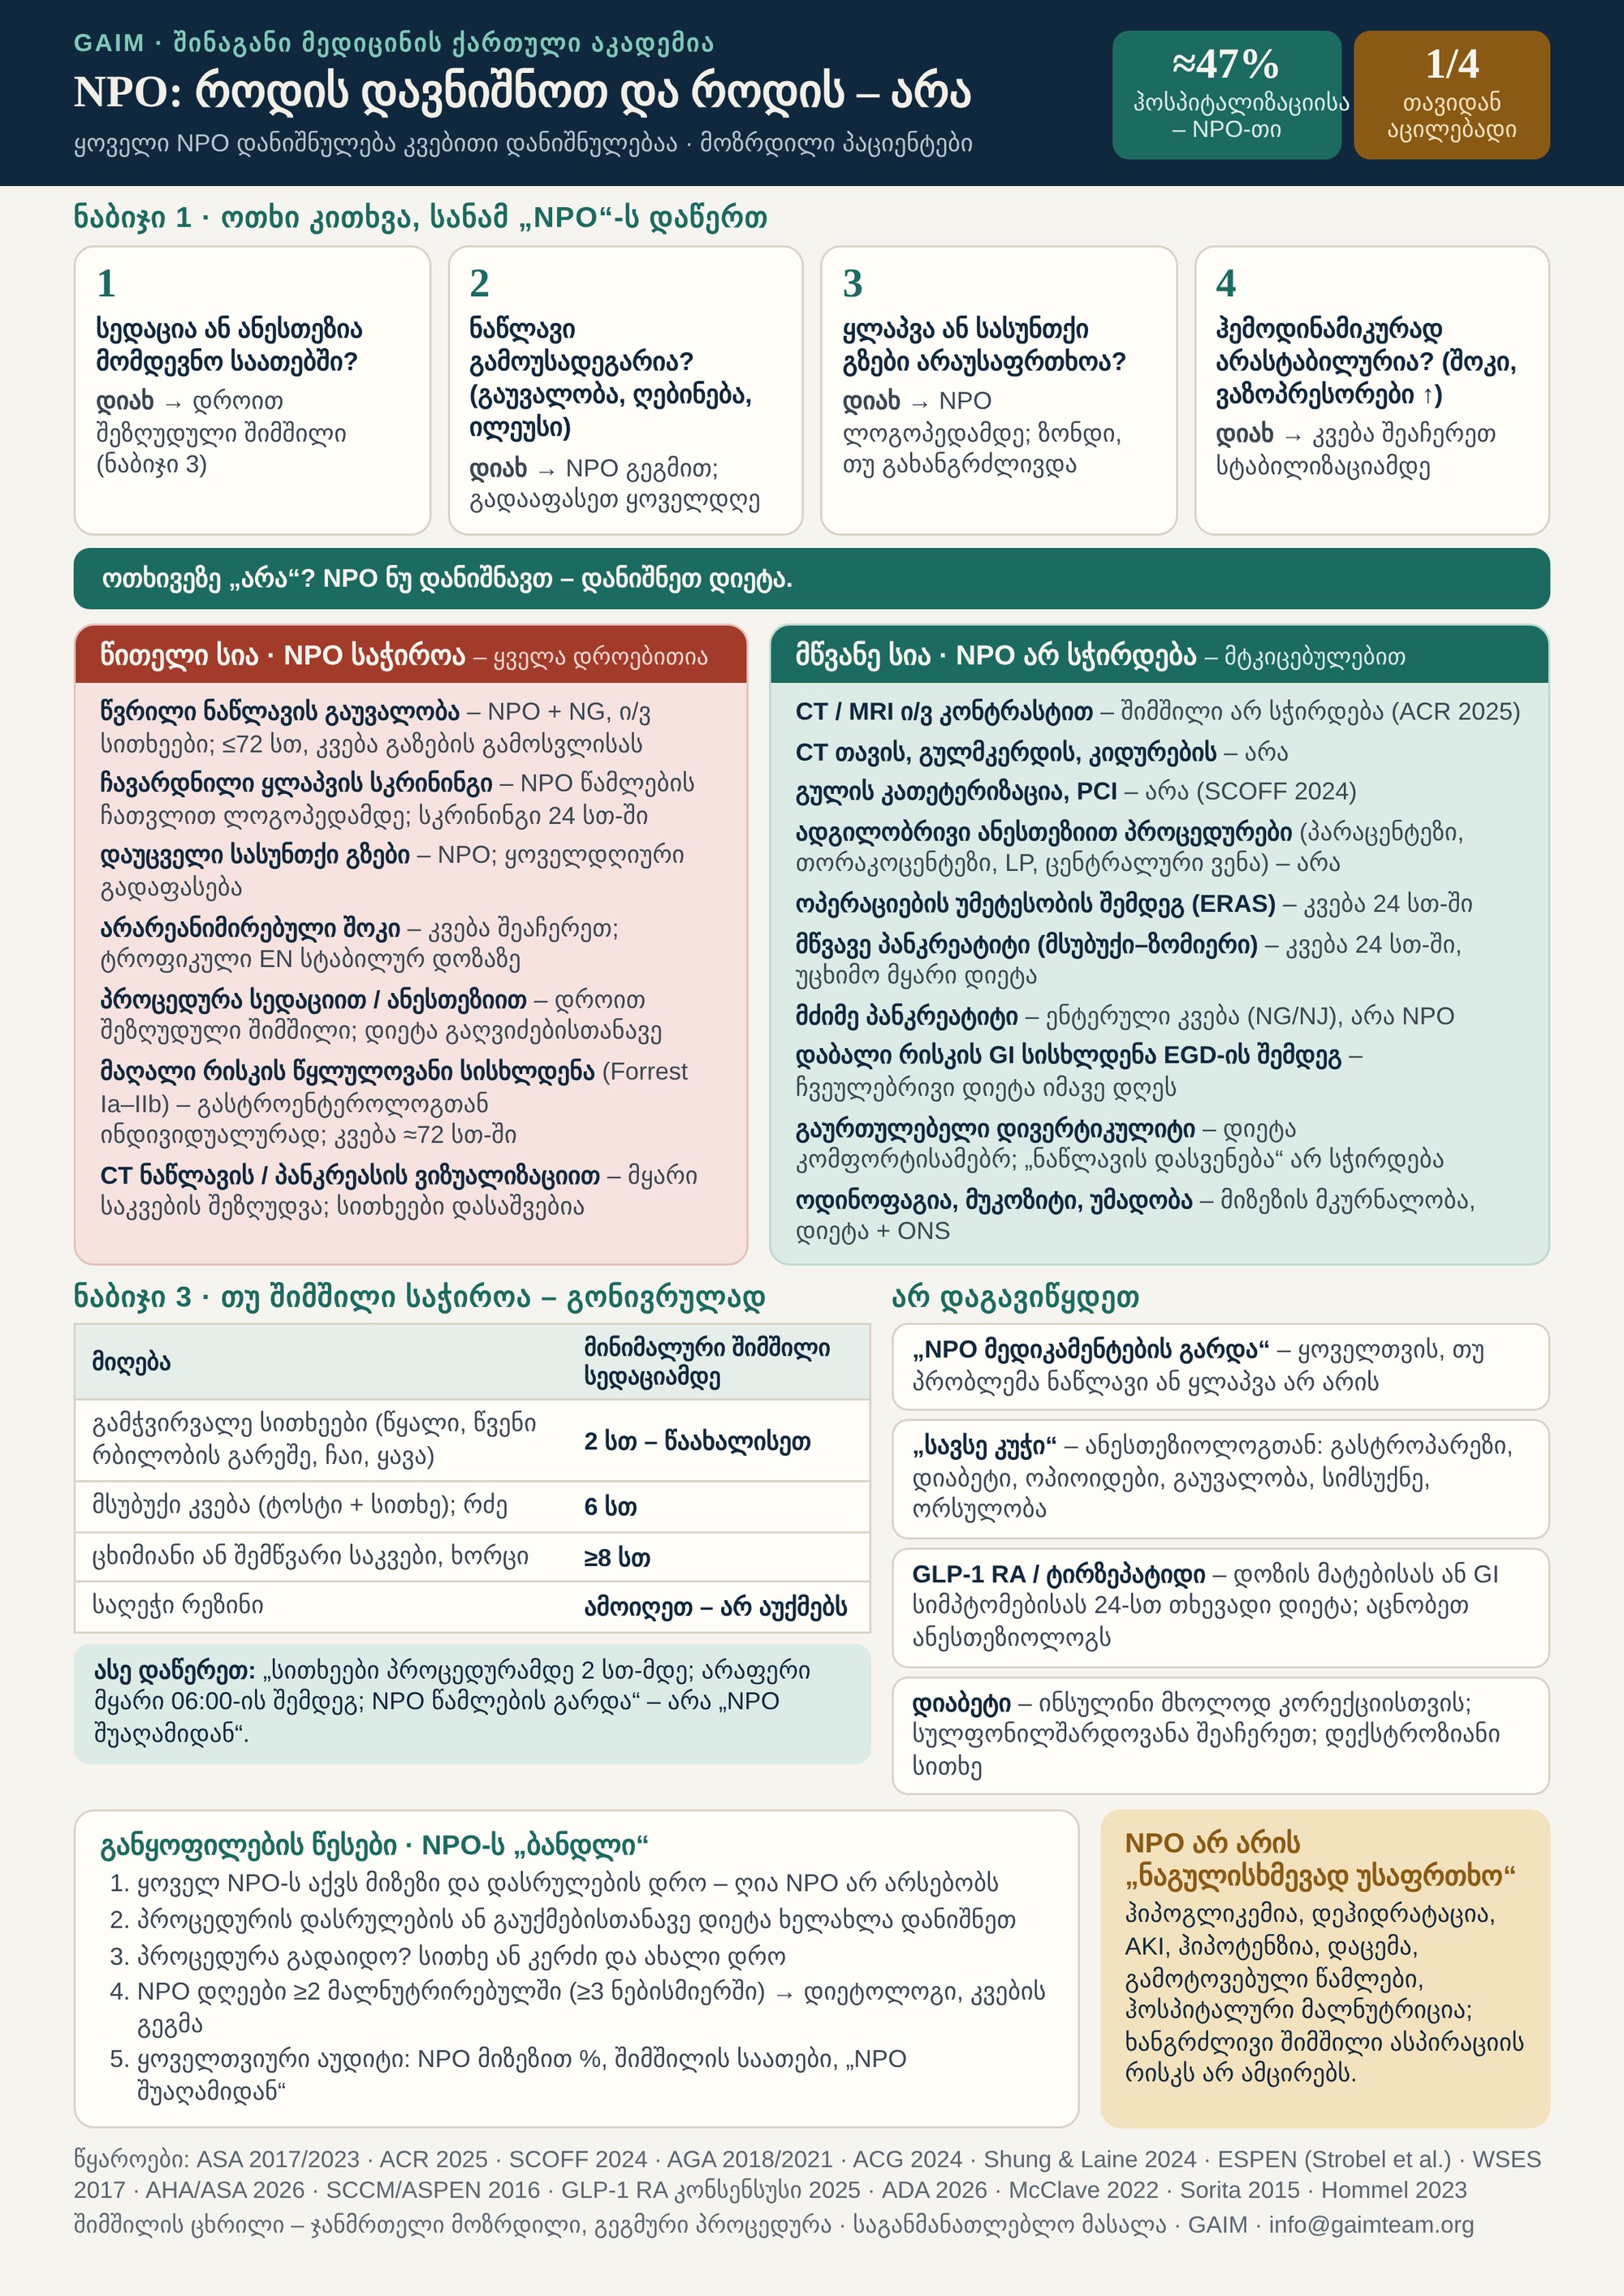 GAIM · შინაგანი მედიცინის ქართული აკადემია
NPO: როდის დავნიშნოთ და როდის – არა
ყოველი NPO დანიშნულება კვებითი დანიშნულებაა · მოზრდილი პაციენტები
≈47%
ჰოსპიტალიზაციისა
– NPO-თი
1/4
თავიდან
აცილებადი
ნაბიჯი 1 · ოთხი კითხვა, სანამ „NPO“-ს დაწერთ
1
სედაცია ან ანესთეზია
მომდევნო საათებში?
დიახ → დროით
შეზღუდული შიმშილი
(ნაბიჯი 3)
2
ნაწლავი
გამოუსადეგარია?
(გაუვალობა, ღებინება,
ილეუსი)
დიახ → NPO გეგმით;
გადააფასეთ ყოველდღე
3
ყლაპვა ან სასუნთქი
გზები არაუსაფრთხოა?
დიახ → NPO
ლოგოპედამდე; ზონდი,
თუ გახანგრძლივდა
4
ჰემოდინამიკურად
არასტაბილურია? (შოკი,
ვაზოპრესორები ↑)
დიახ → კვება შეაჩერეთ
სტაბილიზაციამდე
ოთხივეზე „არა“? NPO ნუ დანიშნავთ – დანიშნეთ დიეტა.
წითელი სია · NPO საჭიროა – ყველა დროებითია
წვრილი ნაწლავის გაუვალობა – NPO + NG, ი/ვ
სითხეები; ≤72 სთ, კვება გაზების გამოსვლისას
ჩავარდნილი ყლაპვის სკრინინგი – NPO წამლების
ჩათვლით ლოგოპედამდე; სკრინინგი 24 სთ-ში
დაუცველი სასუნთქი გზები – NPO; ყოველდღიური
გადაფასება
არარეანიმირებული შოკი – კვება შეაჩერეთ;
ტროფიკული EN სტაბილურ დოზაზე
პროცედურა სედაციით / ანესთეზიით – დროით
შეზღუდული შიმშილი; დიეტა გაღვიძებისთანავე
მაღალი რისკის წყლულოვანი სისხლდენა (Forrest
Ia–IIb) – გასტროენტეროლოგთან
ინდივიდუალურად; კვება ≈72 სთ-ში
CT ნაწლავის / პანკრეასის ვიზუალიზაციით – მყარი
საკვების შეზღუდვა; სითხეები დასაშვებია
მწვანე სია · NPO არ სჭირდება – მტკიცებულებით
CT / MRI ი/ვ კონტრასტით – შიმშილი არ სჭირდება (ACR 2025)
CT თავის, გულმკერდის, კიდურების – არა
გულის კათეტერიზაცია, PCI – არა (SCOFF 2024)
ადგილობრივი ანესთეზიით პროცედურები (პარაცენტეზი,
თორაკოცენტეზი, LP, ცენტრალური ვენა) – არა
ოპერაციების უმეტესობის შემდეგ (ERAS) – კვება 24 სთ-ში
მწვავე პანკრეატიტი (მსუბუქი–ზომიერი) – კვება 24 სთ-ში,
უცხიმო მყარი დიეტა
მძიმე პანკრეატიტი – ენტერული კვება (NG/NJ), არა NPO
დაბალი რისკის GI სისხლდენა EGD-ის შემდეგ –
ჩვეულებრივი დიეტა იმავე დღეს
გაურთულებელი დივერტიკულიტი – დიეტა
კომფორტისამებრ; „ნაწლავის დასვენება“ არ სჭირდება
ოდინოფაგია, მუკოზიტი, უმადობა – მიზეზის მკურნალობა,
დიეტა + ONS
ნაბიჯი 3 · თუ შიმშილი საჭიროა – გონივრულად
მიღება
მინიმალური შიმშილი
სედაციამდე
გამჭვირვალე სითხეები (წყალი, წვენი
რბილობის გარეშე, ჩაი, ყავა)
2 სთ – წაახალისეთ
მსუბუქი კვება (ტოსტი + სითხე); რძე
6 სთ
ცხიმიანი ან შემწვარი საკვები, ხორცი
≥8 სთ
საღეჭი რეზინი
ამოიღეთ – არ აუქმებს
ასე დაწერეთ: „სითხეები პროცედურამდე 2 სთ-მდე; არაფერი
მყარი 06:00-ის შემდეგ; NPO წამლების გარდა“ – არა „NPO
შუაღამიდან“.
არ დაგავიწყდეთ
„NPO მედიკამენტების გარდა“ – ყოველთვის, თუ
პრობლემა ნაწლავი ან ყლაპვა არ არის
„სავსე კუჭი“ – ანესთეზიოლოგთან: გასტროპარეზი,
დიაბეტი, ოპიოიდები, გაუვალობა, სიმსუქნე,
ორსულობა
GLP-1 RA / ტირზეპატიდი – დოზის მატებისას ან GI
სიმპტომებისას 24-სთ თხევადი დიეტა; აცნობეთ
ანესთეზიოლოგს
დიაბეტი – ინსულინი მხოლოდ კორექციისთვის;
სულფონილშარდოვანა შეაჩერეთ; დექსტროზიანი
სითხე
განყოფილების წესები · NPO-ს „ბანდლი“
1. ყოველ NPO-ს აქვს მიზეზი და დასრულების დრო – ღია NPO არ არსებობს
2. პროცედურის დასრულების ან გაუქმებისთანავე დიეტა ხელახლა დანიშნეთ
3. პროცედურა გადაიდო? სითხე ან კერძი და ახალი დრო
4. NPO დღეები ≥2 მალნუტრირებულში (≥3 ნებისმიერში) → დიეტოლოგი, კვების
გეგმა
5. ყოველთვიური აუდიტი: NPO მიზეზით %, შიმშილის საათები, „NPO
შუაღამიდან“
NPO არ არის
„ნაგულისხმევად უსაფრთხო“
ჰიპოგლიკემია, დეჰიდრატაცია,
AKI, ჰიპოტენზია, დაცემა,
გამოტოვებული წამლები,
ჰოსპიტალური მალნუტრიცია;
ხანგრძლივი შიმშილი ასპირაციის
რისკს არ ამცირებს.
წყაროები: ASA 2017/2023 · ACR 2025 · SCOFF 2024 · AGA 2018/2021 · ACG 2024 · Shung & Laine 2024 · ESPEN (Strobel et al.) · WSES
2017 · AHA/ASA 2026 · SCCM/ASPEN 2016 · GLP-1 RA კონსენსუსი 2025 · ADA 2026 · McClave 2022 · Sorita 2015 · Hommel 2023
შიმშილის ცხრილი – ჯანმრთელი მოზრდილი, გეგმური პროცედურა · საგანმანათლებლო მასალა · GAIM · info@gaimteam.org